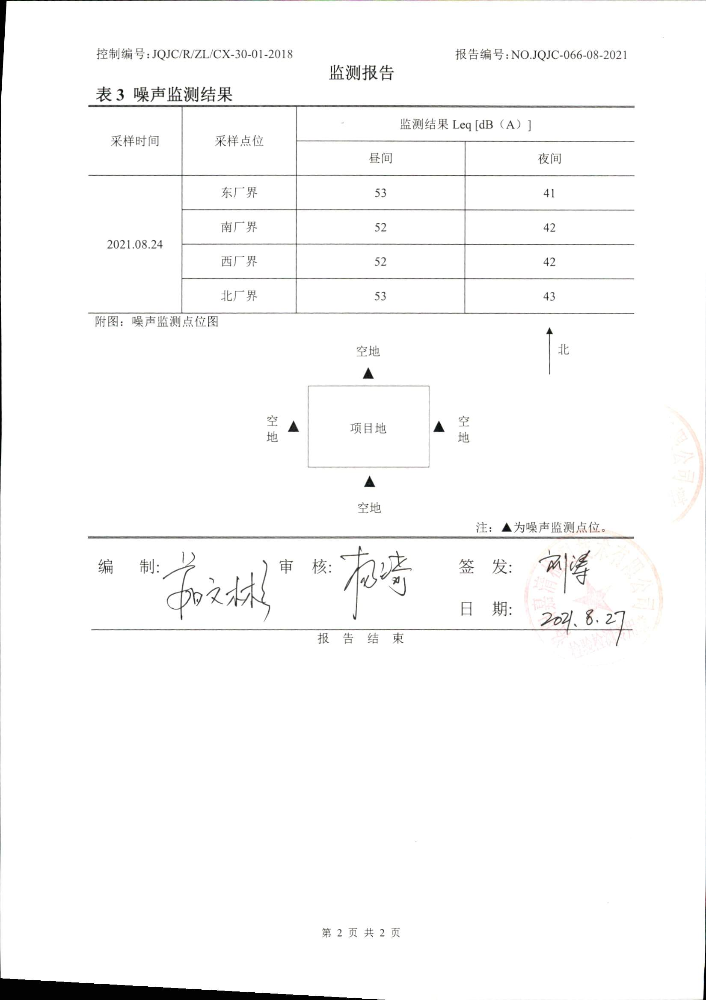 控制编号:JQJC/R/ZL/CX-30-01-2018
报告编号:NO.JQJC-066-08-2021
监测报告
表 3 噪声监测结果
采样时间 采样点位 监测结果 Leq [dB（A）]
昼间 夜间
2021.08.24
东厂界 53 41
南厂界 52 42
西厂界 52 42
北厂界 53 43
附图：噪声监测点位图
北
空地
空地 项目地 空地
空地
注：▲为噪声监测点位。
编 制: 审 核: 签 发: 刘涛
日 期: 2021.8.27
报 告 结 束
第 2 页 共 2 页